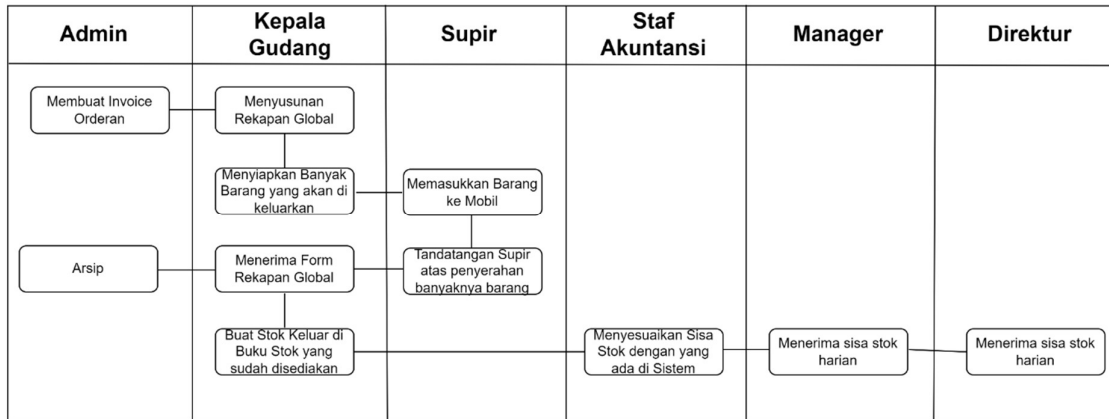 Admin
Kepala
Gudang
Supir
Staf
Akuntansi
Manager
Direktur
Membuat Invoice
Orderan
Menyusunan
Rekapan Global
Menyiapkan Banyak
Barang yang akan di
keluarkan
Memasukkan Barang
ke Mobil
Arsip
Menerima Form
Rekapan Global
Tandatangan Supir
atas penyerahan
banyaknya barang
Buat Stok Keluar di
Buku Stok yang
sudah disediakan
Menyesuaikan Sisa
Stok dengan yang
ada di Sistem
Menerima sisa stok
harian
Menerima sisa stok
harian